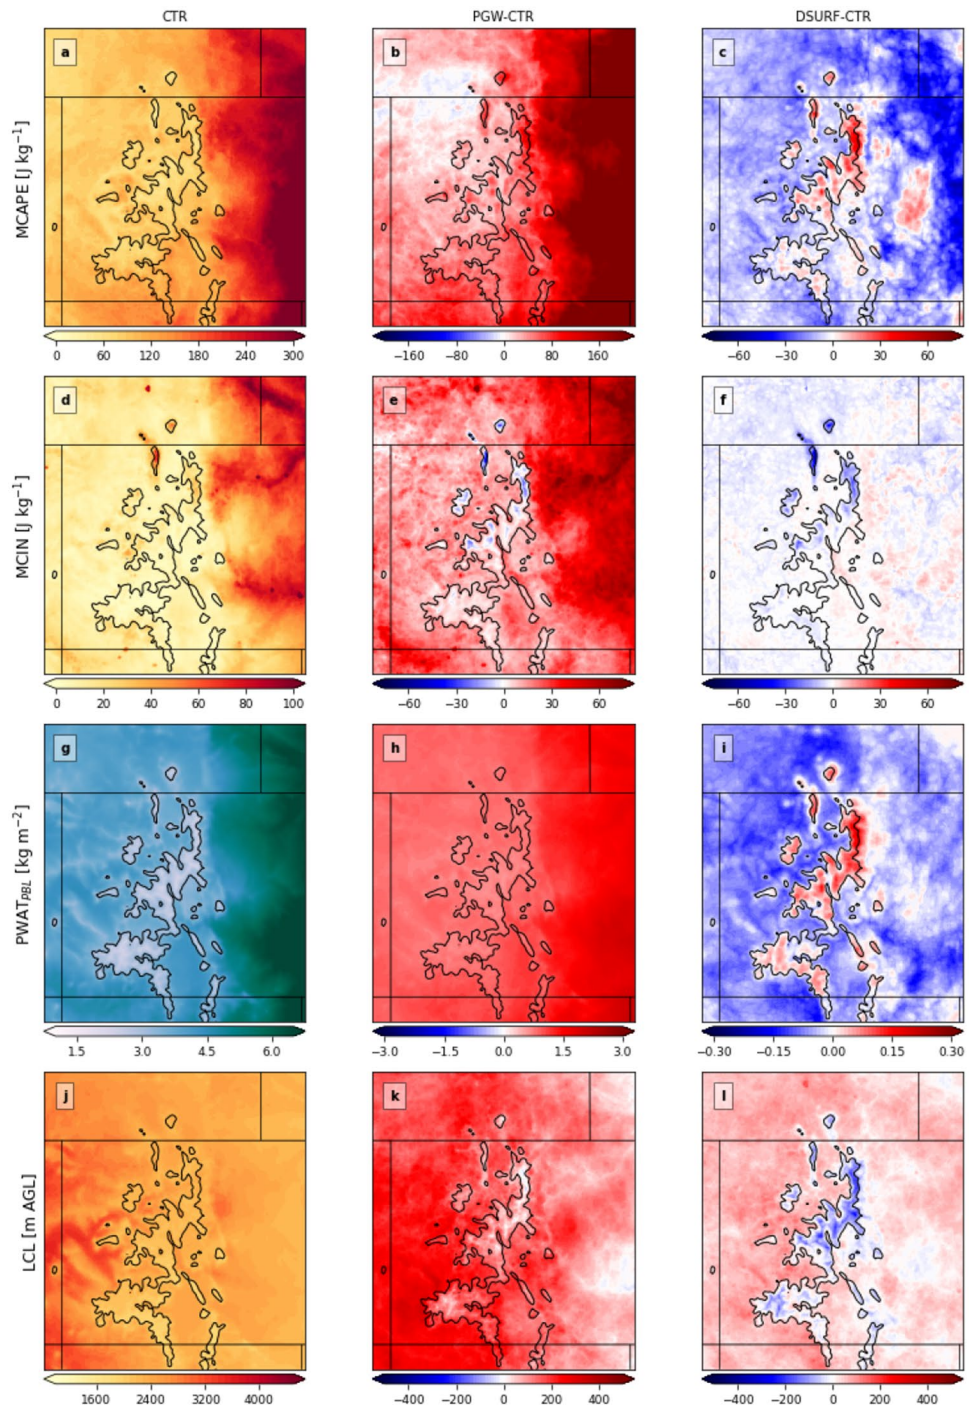 CTR PGW-CTR DSURF-CTR
a b c
MCAPE [J kg⁻¹]
0 60 120 180 240 300 −160 −80 0 80 160 −60 −30 0 30 60
d e f
MCIN [J kg⁻¹]
0 20 40 60 80 100 −60 −30 0 30 60 −60 −30 0 30 60
g h i
PWAT_PBL [kg m⁻²]
1.5 3.0 4.5 6.0 −3.0 −1.5 0.0 1.5 3.0 −0.30 −0.15 0.00 0.15 0.30
j k l
LCL [m AGL]
1600 2400 3200 4000 −400 −200 0 200 400 −400 −200 0 200 400